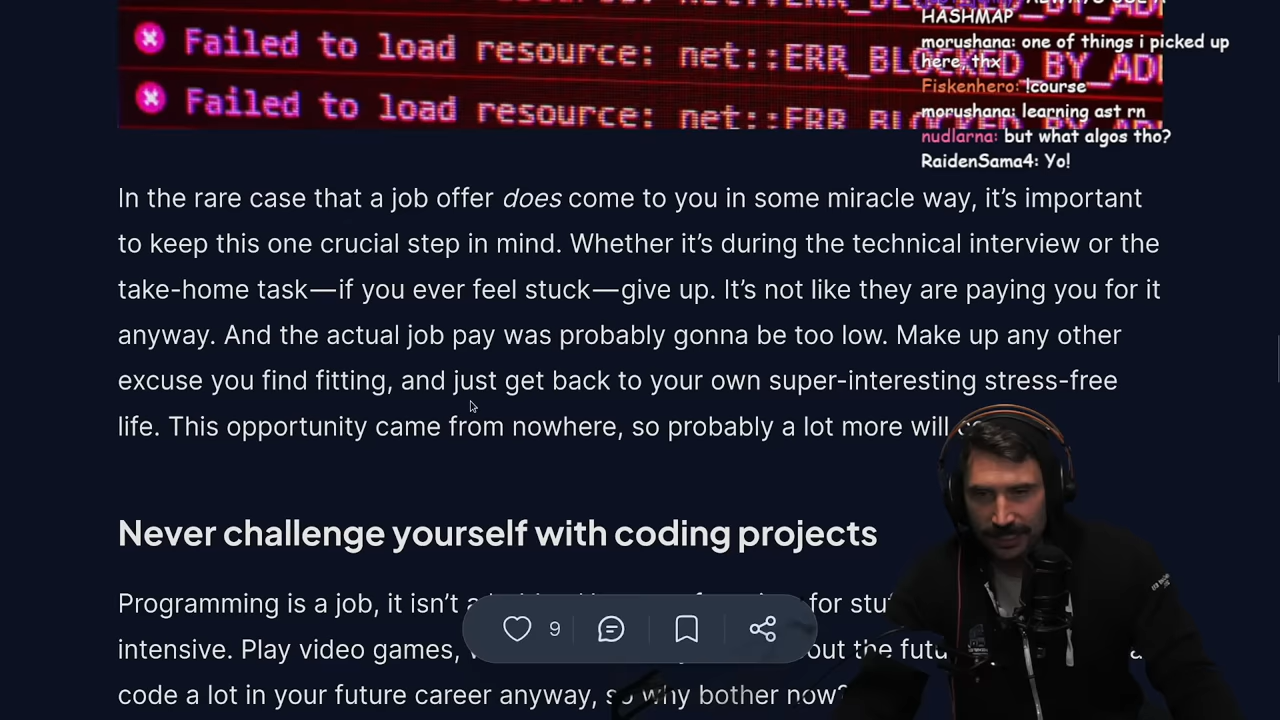 Failed to load resource: net::ERR_BLOCKED_BY_AD
Failed to load resource: net::ERR BLOCKED BY
HASHMAP
morushana: one of things i picked up
here, thx
Fiskenhero: !course
morushana: learning ast rn
nudlarna: but what algos tho?
RaidenSama4: Yo!
In the rare case that a job offer does come to you in some miracle way, it’s important
to keep this one crucial step in mind. Whether it’s during the technical interview or the
take-home task—if you ever feel stuck—give up. It’s not like they are paying you for it
anyway. And the actual job pay was probably gonna be too low. Make up any other
excuse you find fitting, and just get back to your own super-interesting stress-free
life. This opportunity came from nowhere, so probably a lot more will
Never challenge yourself with coding projects
Programming is a job, it isn’t a for stu
intensive. Play video games, out the futu
code a lot in your future career anyway, so why bother now?
9